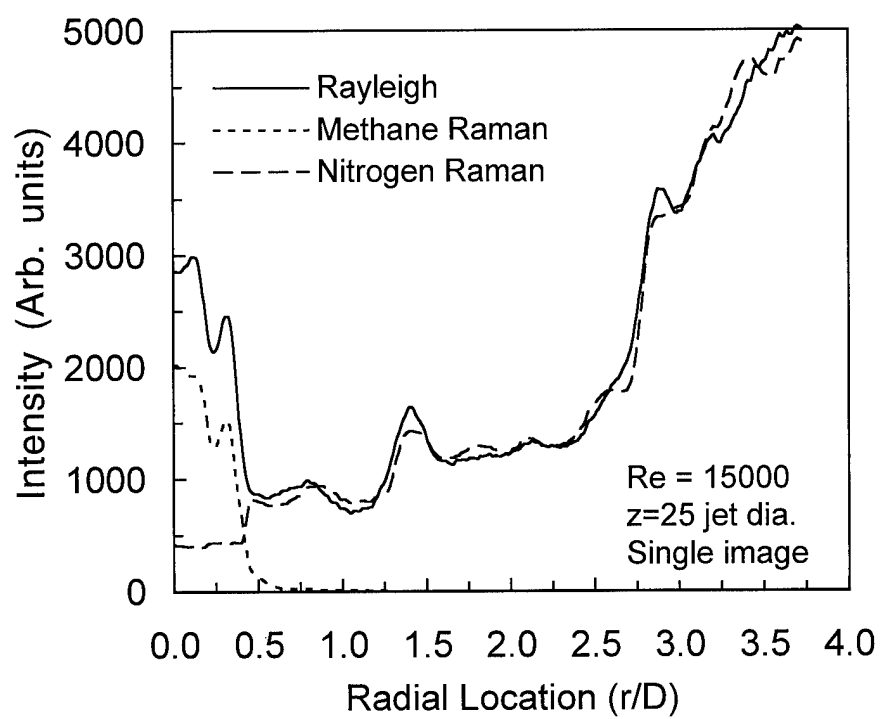 5000
4000
3000
2000
1000
0
Intensity (Arb. units)
Rayleigh
Methane Raman
Nitrogen Raman
Re = 15000
z=25 jet dia.
Single image
0.0 0.5 1.0 1.5 2.0 2.5 3.0 3.5 4.0
Radial Location (r/D)